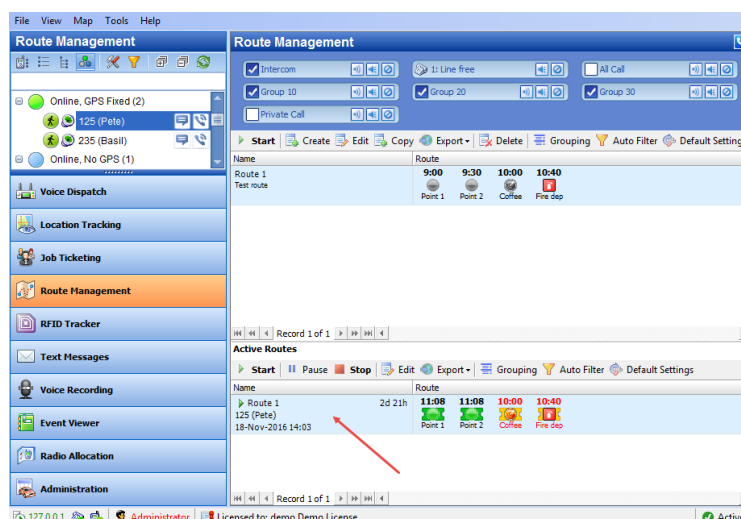 File View Map Tools Help
Route Management
Online, GPS Fixed (2)
125 (Pete)
235 (Basil)
Online, No GPS (1)
Voice Dispatch
Location Tracking
Job Ticketing
Route Management
RFID Tracker
Text Messages
Voice Recording
Event Viewer
Radio Allocation
Administration
Route Management
Intercom 1: Line free All Call
Group 10 Group 20 Group 30
Private Call
Start Create Edit Copy Export Delete Grouping Auto Filter Default Setting
Name Route
Route 1 9:00 9:30 10:00 10:40
Test route Point 1 Point 2 Coffee Fire dep
Record 1 of 1
Active Routes
Start Pause Stop Edit Export Grouping Auto Filter Default Settings
Name Route
Route 1 2d 21h 11:08 11:08 10:00 10:40
125 (Pete) Point 1 Point 2 Coffee Fire dep
18-Nov-2016 14:03
Record 1 of 1
127.0.0.1 Administrator Licensed to: demo Demo License Active